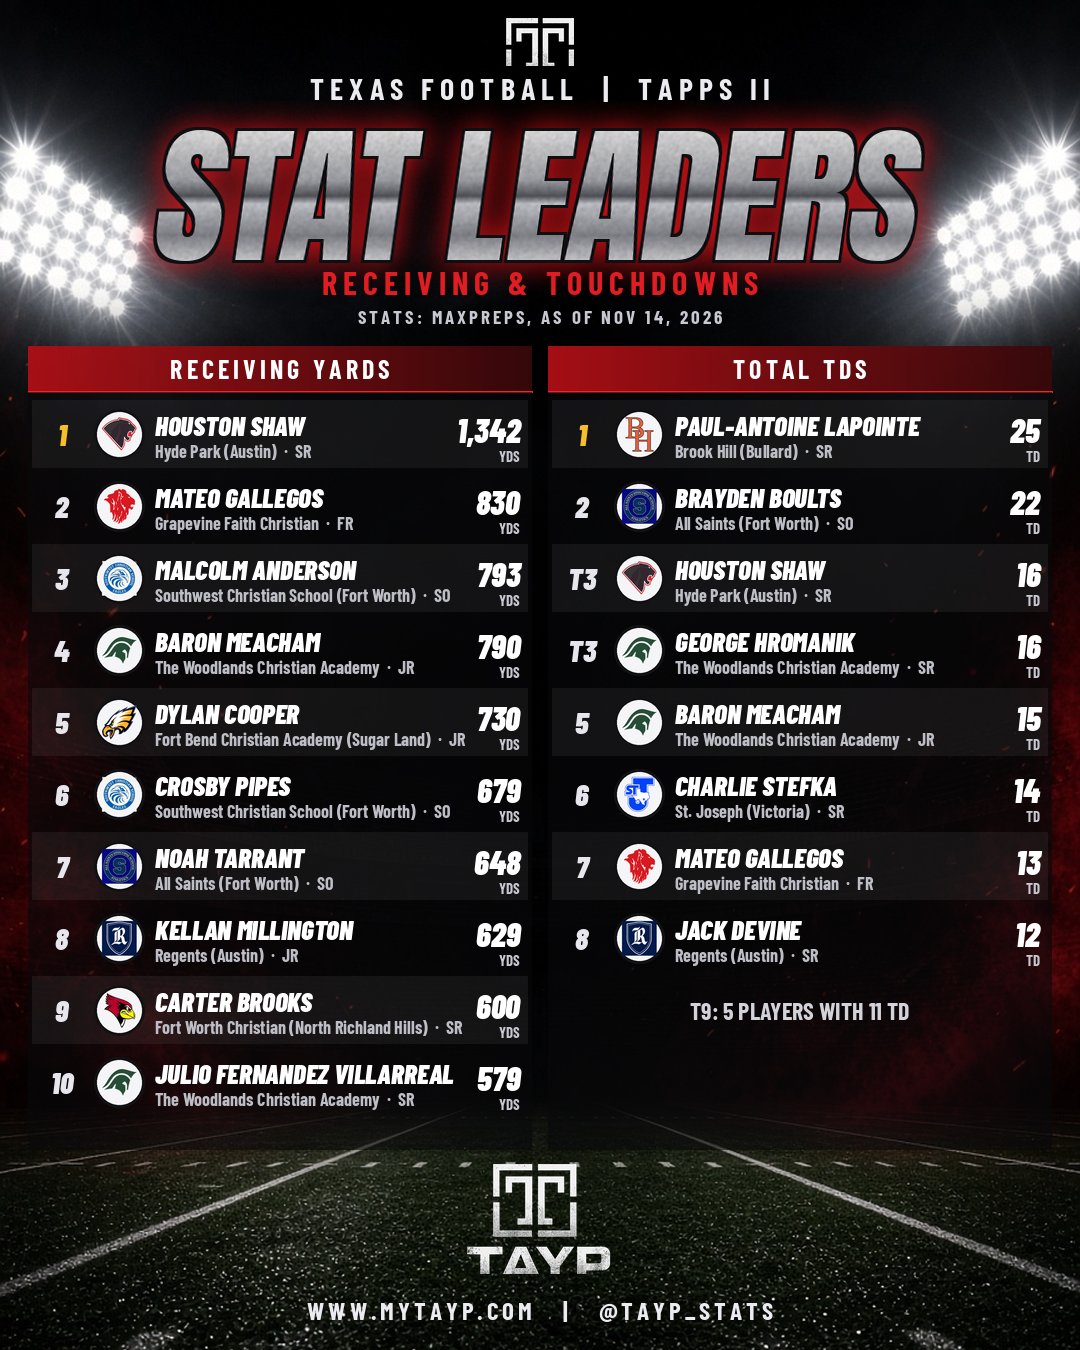 TEXAS FOOTBALL | TAPPS II
STAT LEADERS
RECEIVING & TOUCHDOWNS
STATS: MAXPREPS, AS OF NOV 14, 2026
RECEIVING YARDS
1 HOUSTON SHAW 1,342
Hyde Park (Austin) · SR YDS
2 MATEO GALLEGOS 830
Grapevine Faith Christian · FR YDS
3 MALCOLM ANDERSON 793
Southwest Christian School (Fort Worth) · SO YDS
4 BARON MEACHAM 790
The Woodlands Christian Academy · JR YDS
5 DYLAN COOPER 730
Fort Bend Christian Academy (Sugar Land) · JR YDS
6 CROSBY PIPES 679
Southwest Christian School (Fort Worth) · SO YDS
7 NOAH TARRANT 648
All Saints (Fort Worth) · SO YDS
8 KELLAN MILLINGTON 629
Regents (Austin) · JR YDS
9 CARTER BROOKS 600
Fort Worth Christian (North Richland Hills) · SR YDS
10 JULIO FERNANDEZ VILLARREAL 579
The Woodlands Christian Academy · SR YDS
TOTAL TDS
1 BH PAUL-ANTOINE LAPOINTE 25
Brook Hill (Bullard) · SR TD
2 BRAYDEN BOULTS 22
All Saints (Fort Worth) · SO TD
T3 HOUSTON SHAW 16
Hyde Park (Austin) · SR TD
T3 GEORGE HROMANIK 16
The Woodlands Christian Academy · SR TD
5 BARON MEACHAM 15
The Woodlands Christian Academy · JR TD
6 CHARLIE STEFKA 14
St. Joseph (Victoria) · SR TD
7 MATEO GALLEGOS 13
Grapevine Faith Christian · FR TD
8 JACK DEVINE 12
Regents (Austin) · SR TD
T9: 5 PLAYERS WITH 11 TD
TAYP
WWW.MYTAYP.COM | @TAYP_STATS